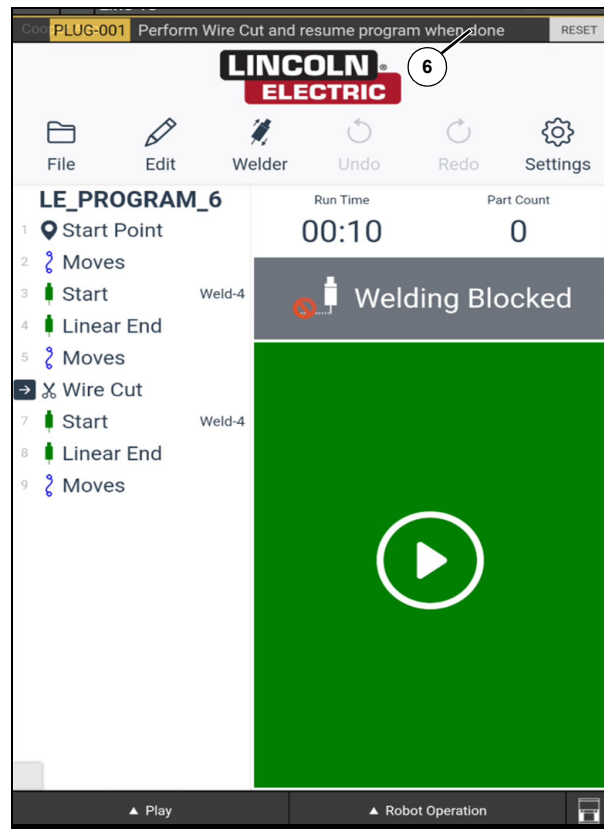 PLUG-001 Perform Wire Cut and resume program when done RESET
6
LINCOLN ®
ELECTRIC
File Edit Welder Undo Redo Settings
LE_PROGRAM_6
Run Time Part Count
00:10 0
1 Start Point
2 Moves
3 Start Weld-4
4 Linear End
5 Moves
Wire Cut
7 Start Weld-4
8 Linear End
9 Moves
Welding Blocked
Play Robot Operation